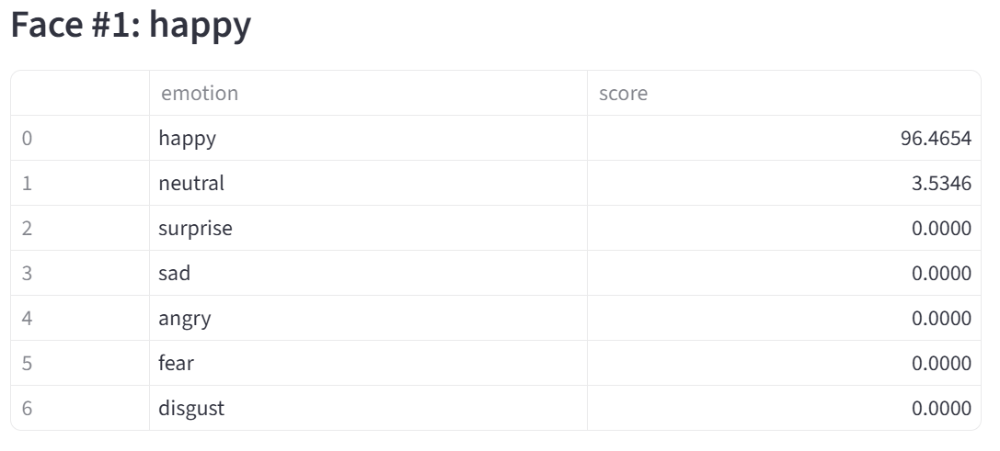 Face #1: happy
emotion score
0 happy 96.4654
1 neutral 3.5346
2 surprise 0.0000
3 sad 0.0000
4 angry 0.0000
5 fear 0.0000
6 disgust 0.0000